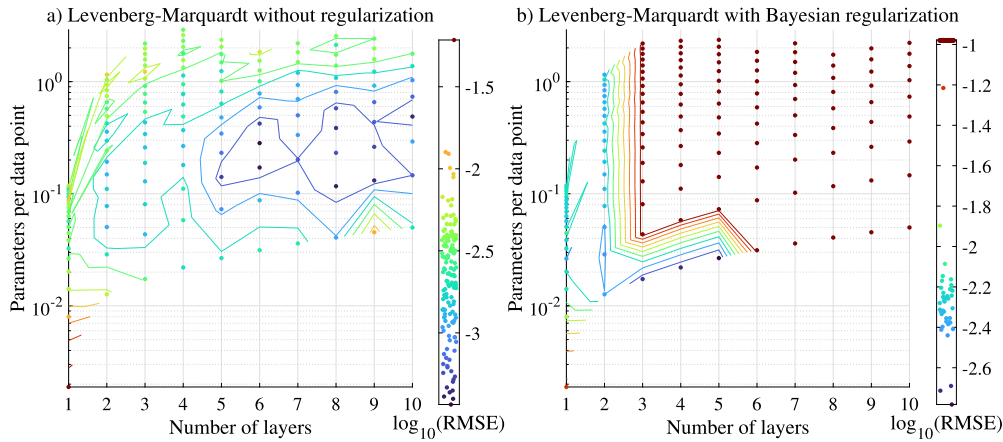 a) Levenberg-Marquardt without regularization
b) Levenberg-Marquardt with Bayesian regularization
Parameters per data point
10^0
10^-1
10^-2
1 2 3 4 5 6 7 8 9 10
Number of layers
-1.5
-2
-2.5
-3
log10(RMSE)
Parameters per data point
10^0
10^-1
10^-2
1 2 3 4 5 6 7 8 9 10
Number of layers
-1
-1.2
-1.4
-1.6
-1.8
-2
-2.2
-2.4
-2.6
log10(RMSE)